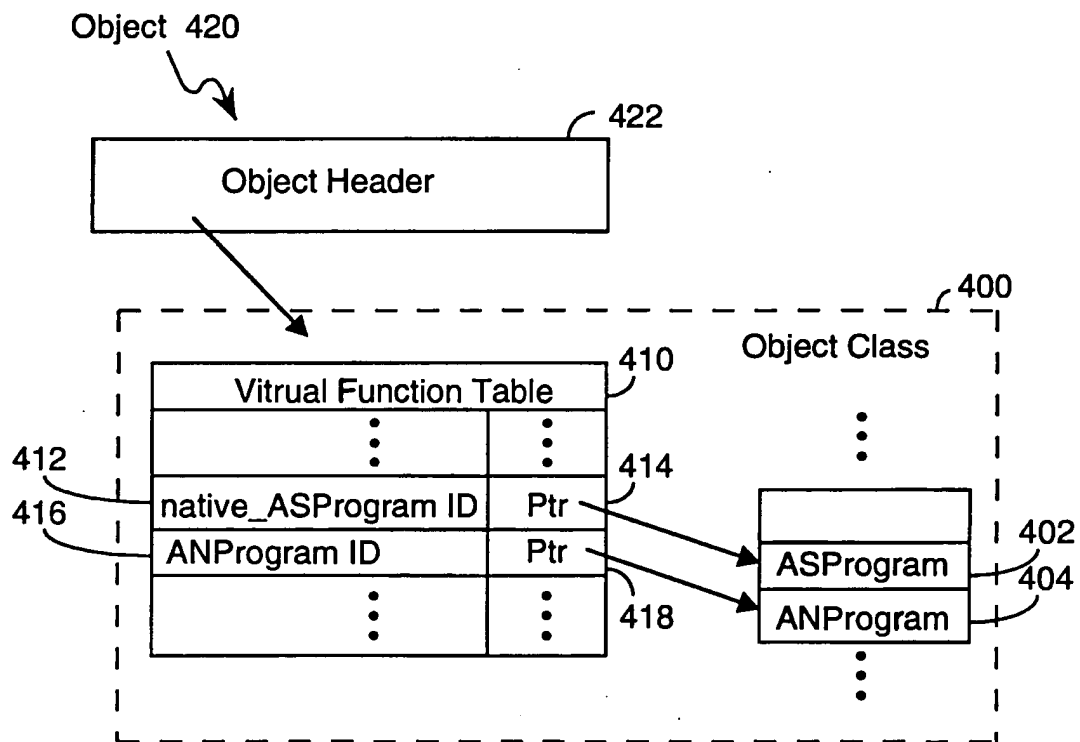 Object 420
422
Object Header
400
Object Class
410
Vitrual Function Table
412
414
native_ASProgram ID Ptr
416
ANProgram ID Ptr
418
402
ASProgram
404
ANProgram